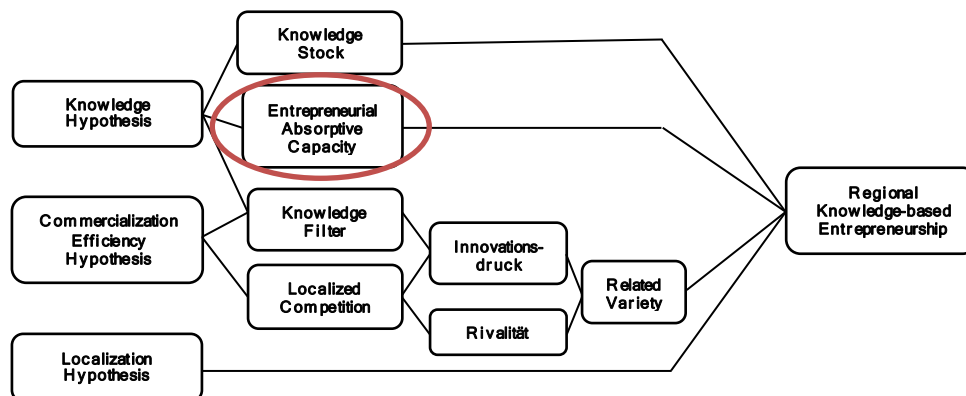 Knowledge
Stock
Knowledge
Hypothesis
Entrepreneurial
Absorptive
Capacity
Commercialization
Efficiency
Hypothesis
Knowledge
Filter
Localized
Competition
Innovations-
druck
Rivalität
Related
Variety
Regional
Knowledge-based
Entrepreneurship
Localization
Hypothesis